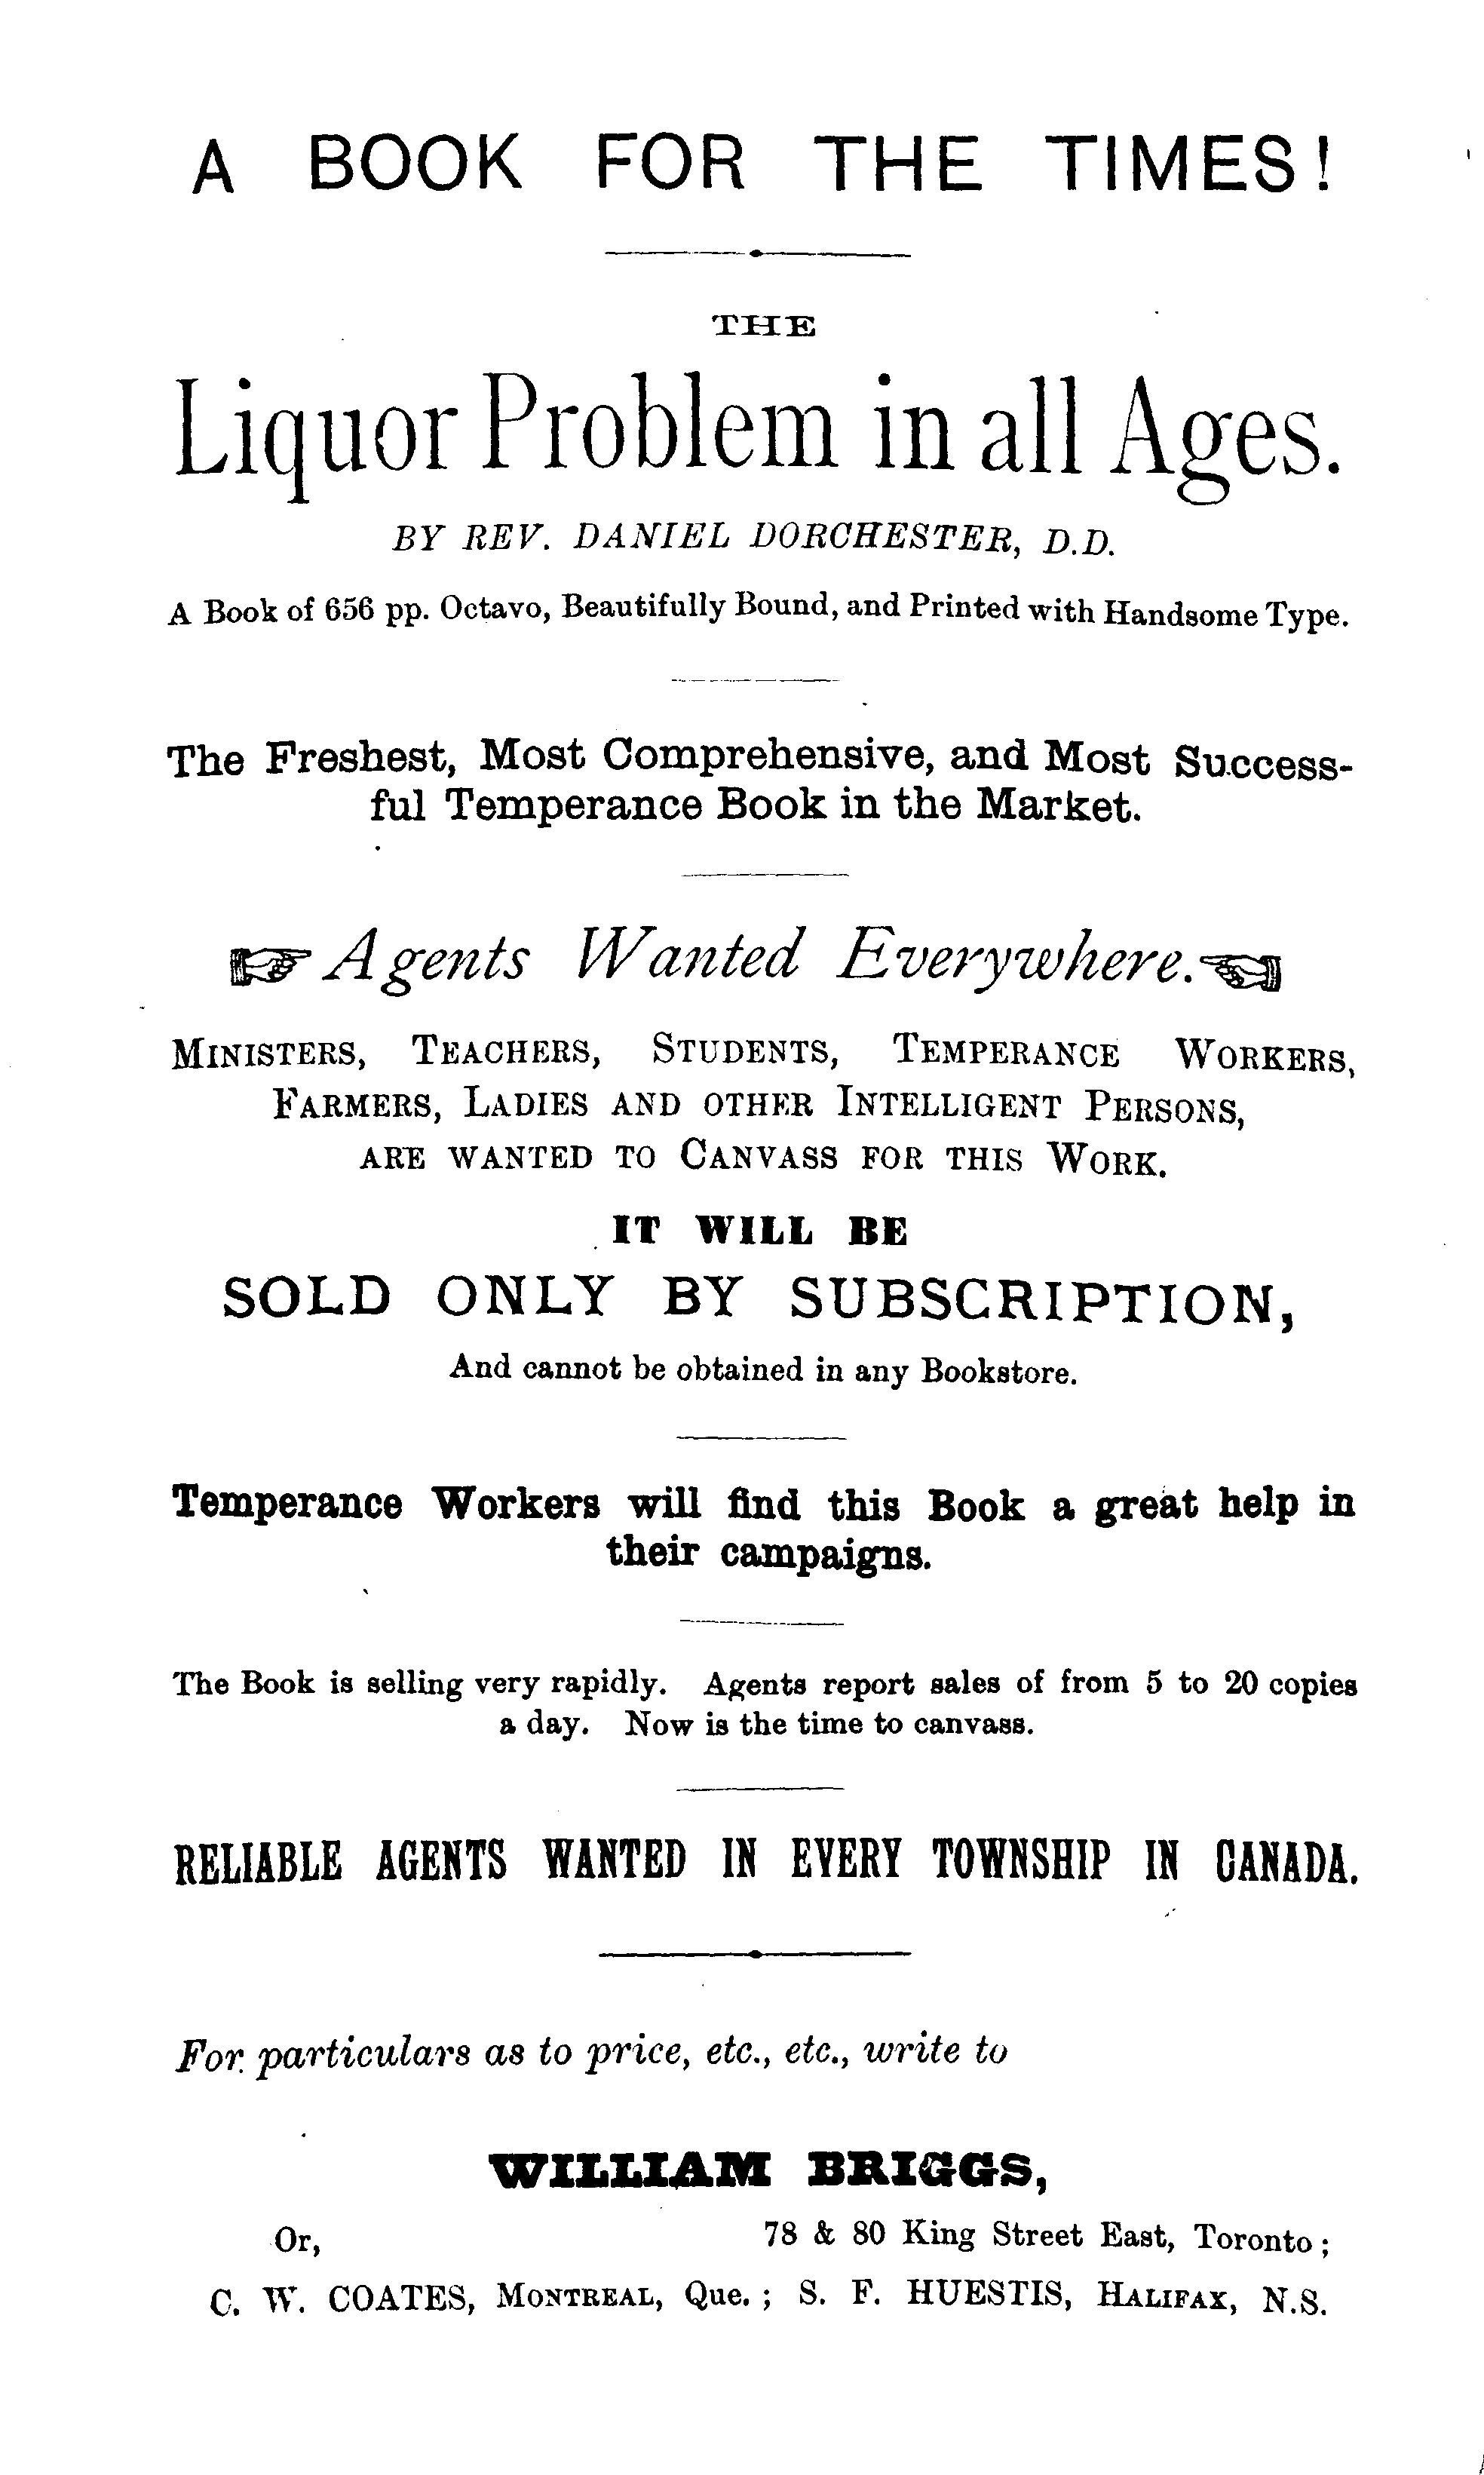 A BOOK FOR THE TIMES!
THE
Liquor Problem in all Ages.
BY REV. DANIEL DORCHESTER, D.D.
A Book of 656 pp. Octavo, Beautifully Bound, and Printed with Handsome Type.
The Freshest, Most Comprehensive, and Most Success-
ful Temperance Book in the Market.
☞ Agents Wanted Everywhere. ☜
MINISTERS, TEACHERS, STUDENTS, TEMPERANCE WORKERS,
FARMERS, LADIES AND OTHER INTELLIGENT PERSONS,
ARE WANTED TO CANVASS FOR THIS WORK.
IT WILL BE
SOLD ONLY BY SUBSCRIPTION,
And cannot be obtained in any Bookstore.
Temperance Workers will find this Book a great help in
their campaigns.
The Book is selling very rapidly. Agents report sales of from 5 to 20 copies
a day. Now is the time to canvass.
RELIABLE AGENTS WANTED IN EVERY TOWNSHIP IN CANADA.
For particulars as to price, etc., etc., write to
WILLIAM BRIGGS,
78 & 80 King Street East, Toronto;
Or,
C. W. COATES, MONTREAL, Que.; S. F. HUESTIS, HALIFAX, N.S.